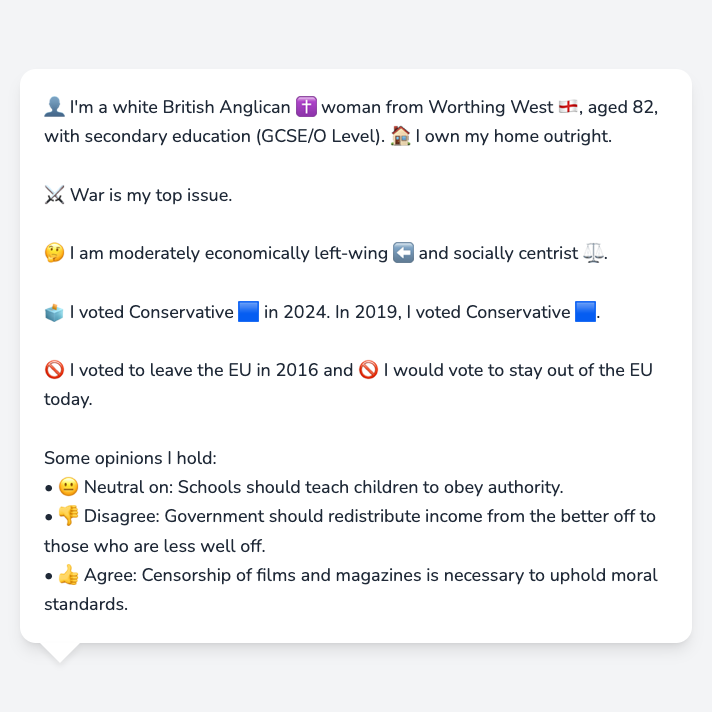 👤 I'm a white British Anglican ✝️ woman from Worthing West 🏴󠁧󠁢󠁥󠁮󠁧󠁿, aged 82,
with secondary education (GCSE/O Level). 🏠 I own my home outright.
⚔️ War is my top issue.
🤔 I am moderately economically left-wing ⬅️ and socially centrist ⚖️.
🗳️ I voted Conservative 🟦 in 2024. In 2019, I voted Conservative 🟦.
🚫 I voted to leave the EU in 2016 and 🚫 I would vote to stay out of the EU
today.
Some opinions I hold:
• 😐 Neutral on: Schools should teach children to obey authority.
• 👎 Disagree: Government should redistribute income from the better off to
those who are less well off.
• 👍 Agree: Censorship of films and magazines is necessary to uphold moral
standards.